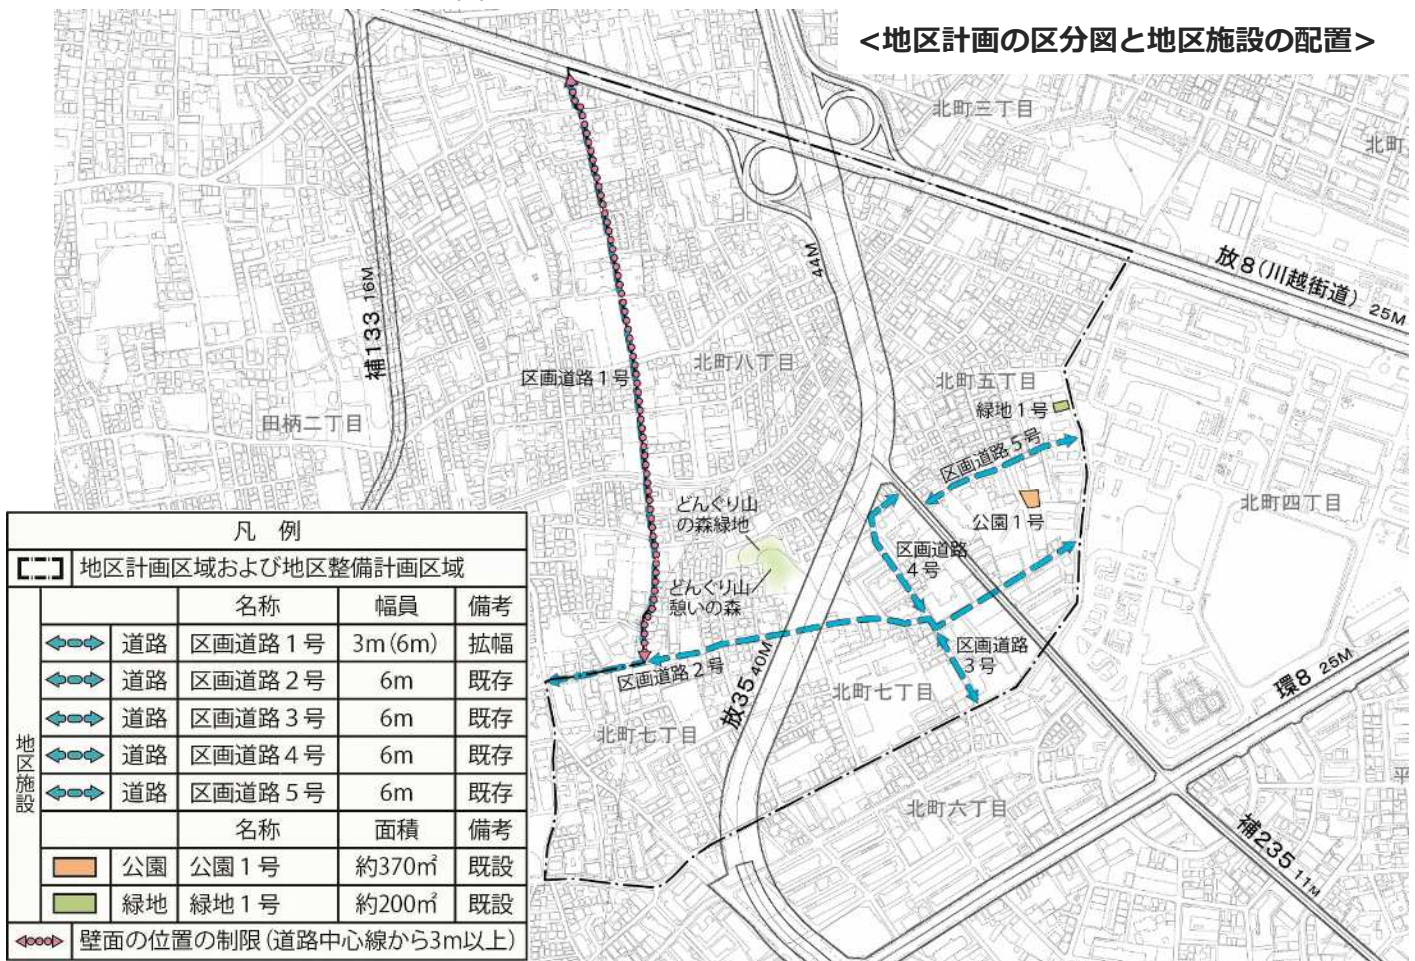 <地区計画の区分図と地区施設の配置>
北町三丁目
北町
放8(川越街道) 25M
44M
補133 16M
北町八丁目
区画道路1号
田柄二丁目
北町五丁目
緑地1号
区画道路5号
公園1号
北町四丁目
どんぐり山
の森緑地
区画道路
4号
どんぐり山
憩いの森
区画道路
3号
区画道路2号
放35 40M
北町七丁目
北町七丁目
環8 25M
平
北町六丁目
補235 11M
凡 例
地区計画区域および地区整備計画区域
地区施設
名称 幅員 備考
道路 区画道路1号 3m(6m) 拡幅
道路 区画道路2号 6m 既存
道路 区画道路3号 6m 既存
道路 区画道路4号 6m 既存
道路 区画道路5号 6m 既存
名称 面積 備考
公園 公園1号 約370㎡ 既設
緑地 緑地1号 約200㎡ 既設
壁面の位置の制限(道路中心線から3m以上)